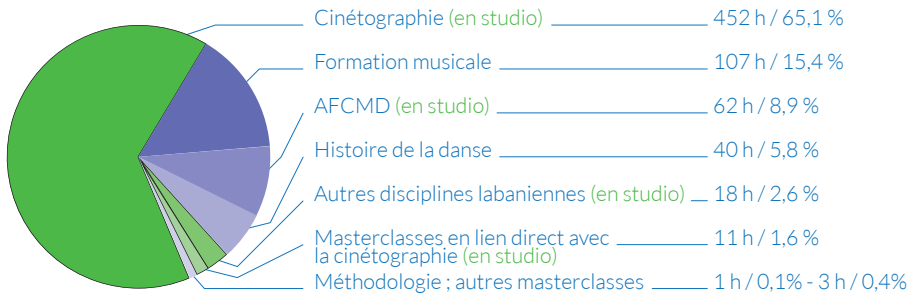 Cinétographie (en studio) 452 h / 65,1 %
Formation musicale 107 h / 15,4 %
AFCMD (en studio) 62 h / 8,9 %
Histoire de la danse 40 h / 5,8 %
Autres disciplines labaniennes (en studio) 18 h / 2,6 %
Masterclasses en lien direct avec 11 h / 1,6 %
la cinétographie (en studio)
Méthodologie ; autres masterclasses 1 h / 0,1% - 3 h / 0,4%